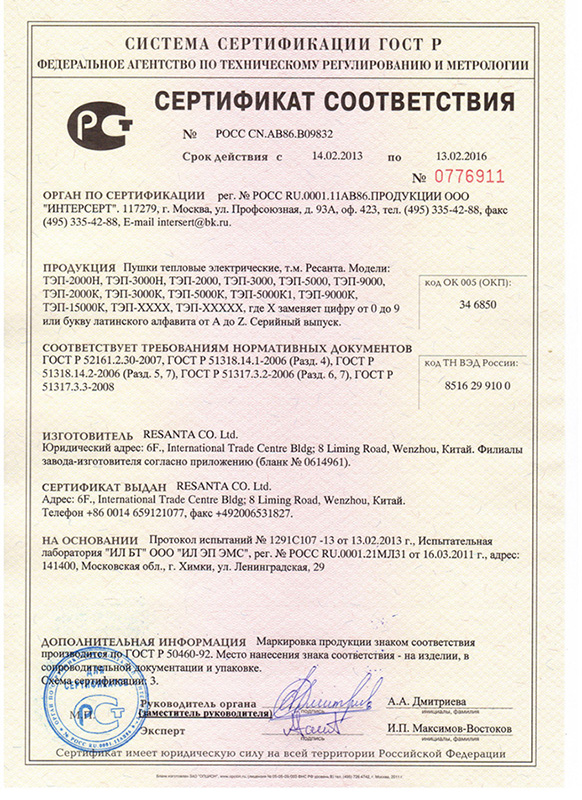 СИСТЕМА СЕРТИФИКАЦИИ ГОСТ Р
ФЕДЕРАЛЬНОЕ АГЕНТСТВО ПО ТЕХНИЧЕСКОМУ РЕГУЛИРОВАНИЮ И МЕТРОЛОГИИ
СЕРТИФИКАТ СООТВЕТСТВИЯ
№ РОСС CN.АВ86.В09832
Срок действия с 14.02.2013 по 13.02.2016
№ 0776911
ОРГАН ПО СЕРТИФИКАЦИИ рег. № РОСС RU.0001.11АВ86.ПРОДУКЦИИ ООО
"ИНТЕРСЕРТ". 117279, г. Москва, ул. Профсоюзная, д. 93А, оф. 423, тел. (495) 335-42-88, факс
(495) 335-42-88, E-mail intersert@bk.ru.
ПРОДУКЦИЯ Пушки тепловые электрические, т.м. Ресанта. Модели:
ТЭП-2000Н, ТЭП-3000Н, ТЭП-2000, ТЭП-3000, ТЭП-5000, ТЭП-9000,
ТЭП-2000К, ТЭП-3000К, ТЭП-5000К, ТЭП-5000К1, ТЭП-9000К,
ТЭП-15000К, ТЭП-ХХХХ, ТЭП-ХХХХХ, где Х заменяет цифру от 0 до 9
или букву латинского алфавита от A до Z. Серийный выпуск.
код ОК 005 (ОКП):
34 6850
СООТВЕТСТВУЕТ ТРЕБОВАНИЯМ НОРМАТИВНЫХ ДОКУМЕНТОВ
ГОСТ Р 52161.2.30-2007, ГОСТ Р 51318.14.1-2006 (Разд. 4), ГОСТ Р
51318.14.2-2006 (Разд. 5, 7), ГОСТ Р 51317.3.2-2006 (Разд. 6, 7), ГОСТ Р
51317.3.3-2008
код ТН ВЭД России:
8516 29 910 0
ИЗГОТОВИТЕЛЬ RESANTA CO. Ltd.
Юридический адрес: 6F., International Trade Centre Bldg; 8 Liming Road, Wenzhou, Китай. Филиалы
завода-изготовителя согласно приложению (бланк № 0614961).
СЕРТИФИКАТ ВЫДАН RESANTA CO. Ltd.
Адрес: 6F., International Trade Centre Bldg; 8 Liming Road, Wenzhou, Китай.
Телефон +86 0014 659121077, факс +492006531827.
НА ОСНОВАНИИ Протокол испытаний № 1291С107 -13 от 13.02.2013 г., Испытательная
лаборатория "ИЛ БТ" ООО "ИЛ ЭП ЭМС", рег. № РОСС RU.0001.21МЛ31 от 16.03.2011 г., адрес:
141400, Московская обл., г. Химки, ул. Ленинградская, 29
ДОПОЛНИТЕЛЬНАЯ ИНФОРМАЦИЯ Маркировка продукции знаком соответствия
производится по ГОСТ Р 50460-92. Место нанесения знака соответствия - на изделии, в
сопроводительной документации и упаковке.
Схема сертификации: 3.
ДЛЯ
СЕРТИФИКАТОВ
М.П.
Руководитель органа
(заместитель руководителя)
подпись
А.А. Дмитриева
инициалы, фамилия
Эксперт
подпись
И.П. Максимов-Востоков
инициалы, фамилия
Сертификат имеет юридическую силу на всей территории Российской Федерации